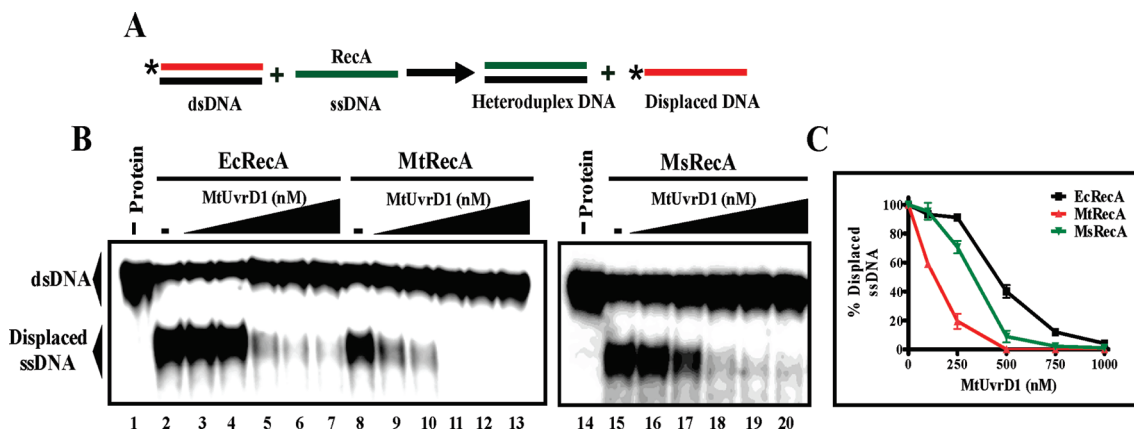 A
*
+
RecA
+
*
dsDNA
ssDNA
Heteroduplex DNA
Displaced DNA
B
– Protein
EcRecA
MtRecA
MtUvrD1 (nM)
MtUvrD1 (nM)
-
-
– Protein
MsRecA
MtUvrD1 (nM)
-
dsDNA
Displaced
ssDNA
1 2 3 4 5 6 7 8 9 10 11 12 13
14 15 16 17 18 19 20
C
EcRecA
MtRecA
MsRecA
% Displaced
ssDNA
100
80
60
40
20
0
0 250 500 750 1000
MtUvrD1 (nM)